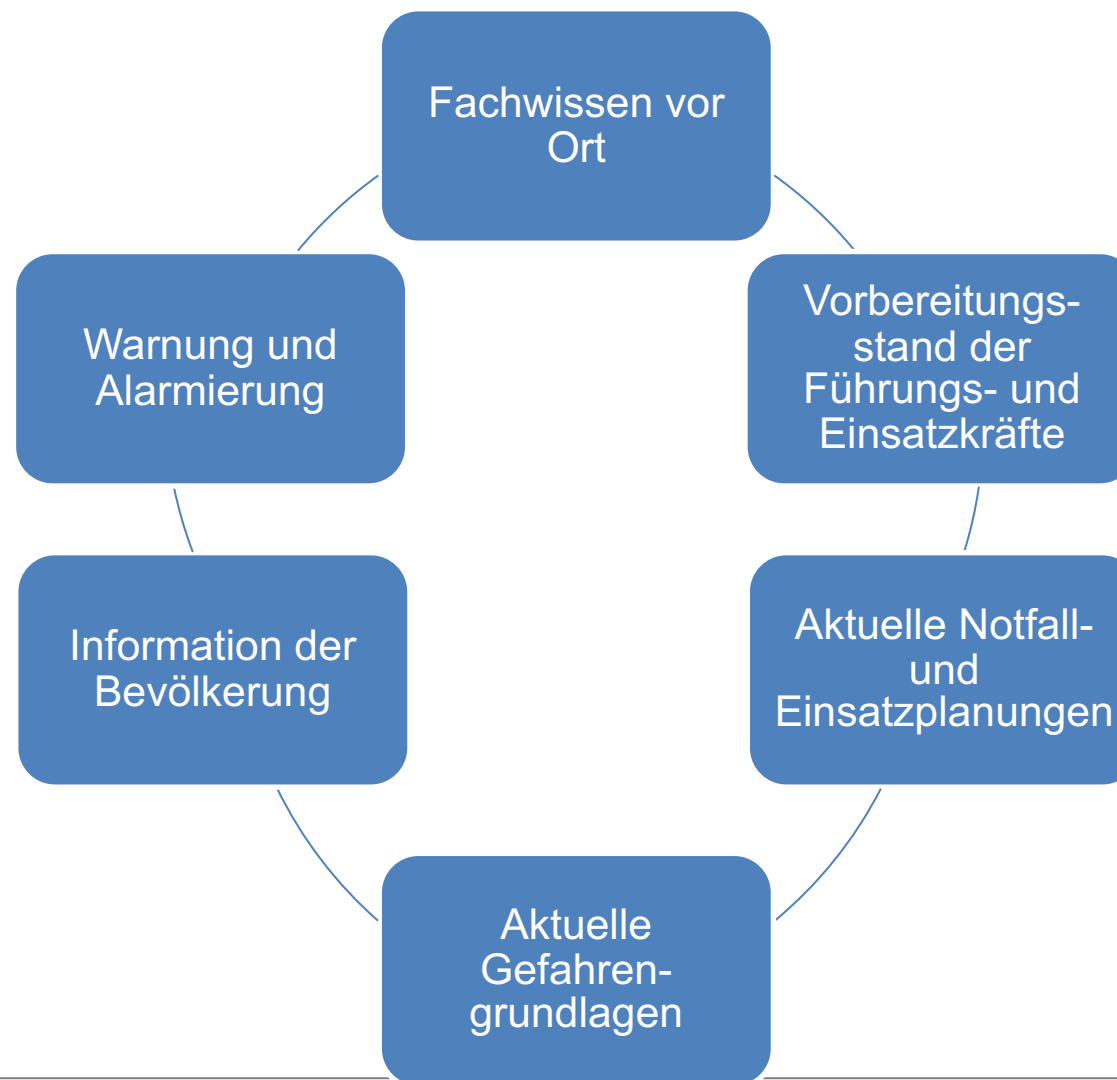 Fachwissen vor
Ort
Vorbereitungs-
stand der
Führungs- und
Einsatzkräfte
Aktuelle Notfall-
und
Einsatzplanungen
Aktuelle
Gefahren-
grundlagen
Information der
Bevölkerung
Warnung und
Alarmierung